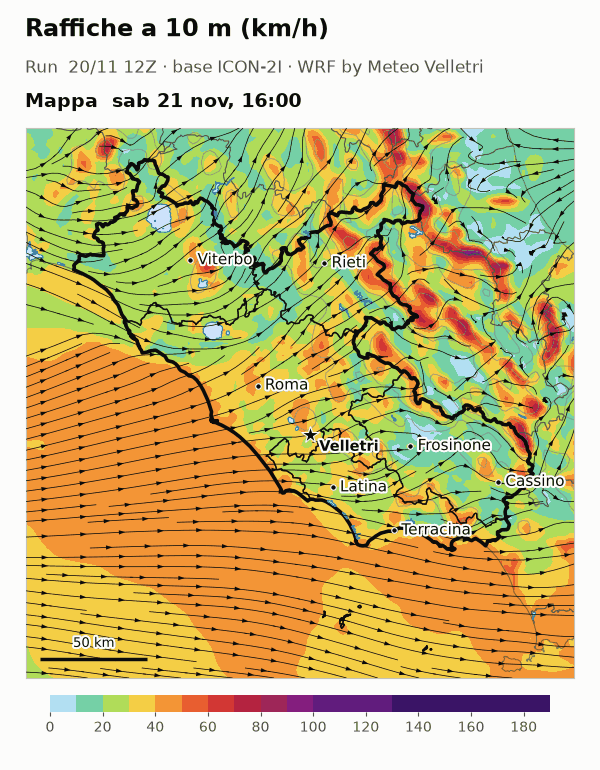 Raffiche a 10 m (km/h)
Run 20/11 12Z · base ICON-2I · WRF by Meteo Velletri
Mappa sab 21 nov, 16:00
Viterbo
Rieti
Roma
Velletri
Frosinone
Latina
Cassino
Terracina
50 km
0 20 40 60 80 100 120 140 160 180